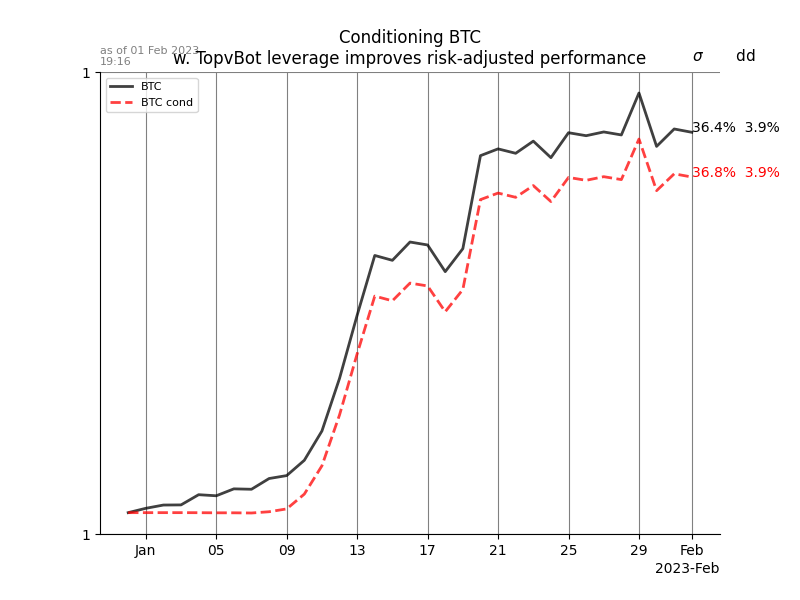 Conditioning BTC
as of 01 Feb 2023
19:16
w. TopvBot leverage improves risk-adjusted performance
σ dd
1
BTC
BTC cond
36.4% 3.9%
36.8% 3.9%
1
Jan 05 09 13 17 21 25 29 Feb
2023-Feb